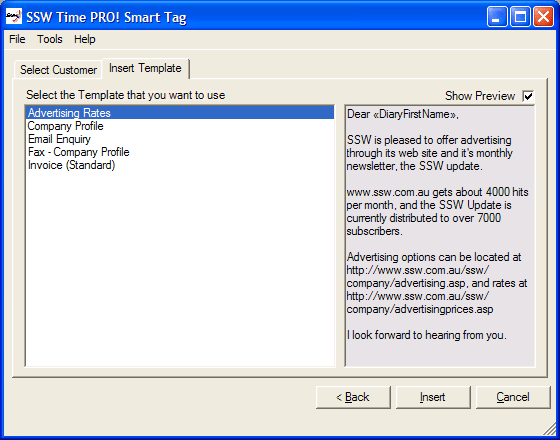 SSW Time PRO! Smart Tag
File Tools Help
Select Customer Insert Template
Select the Template that you want to use
Show Preview
Advertising Rates
Company Profile
Email Enquiry
Fax - Company Profile
Invoice (Standard)
Dear «DiaryFirstName»,
SSW is pleased to offer advertising
through its web site and it's monthly
newsletter, the SSW update.
www.ssw.com.au gets about 4000 hits
per month, and the SSW Update is
currently distributed to over 7000
subscribers.
Advertising options can be located at
http://www.ssw.com.au/ssw/
company/advertising.asp, and rates at
http://www.ssw.com.au/ssw/
company/advertisingprices.asp
I look forward to hearing from you.
< Back Insert Cancel